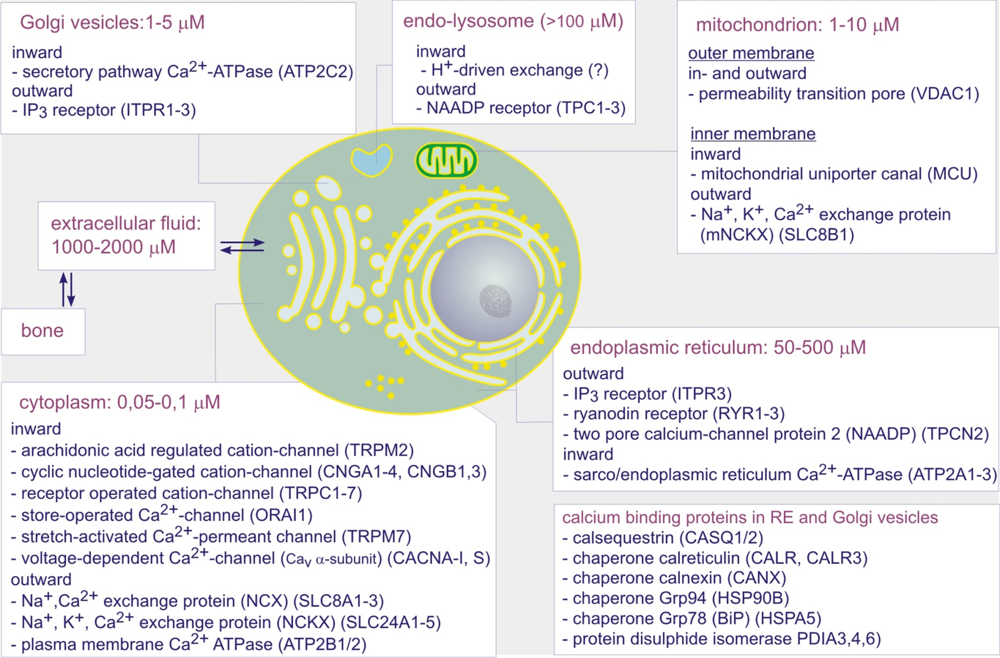 Golgi vesicles:1-5 μM
inward
- secretory pathway Ca2+-ATPase (ATP2C2)
outward
- IP3 receptor (ITPR1-3)
endo-lysosome (>100 μM)
inward
- H+-driven exchange (?)
outward
- NAADP receptor (TPC1-3)
mitochondrion: 1-10 μM
outer membrane
in- and outward
- permeability transition pore (VDAC1)
inner membrane
inward
- mitochondrial uniporter canal (MCU)
outward
- Na+, K+, Ca2+ exchange protein
(mNCKX) (SLC8B1)
extracellular fluid:
1000-2000 μM
bone
cytoplasm: 0,05-0,1 μM
inward
- arachidonic acid regulated cation-channel (TRPM2)
- cyclic nucleotide-gated cation-channel (CNGA1-4, CNGB1,3)
- receptor operated cation-channel (TRPC1-7)
- store-operated Ca2+-channel (ORAI1)
- stretch-activated Ca2+-permeant channel (TRPM7)
- voltage-dependent Ca2+-channel (Cav α-subunit) (CACNA-I, S)
outward
- Na+,Ca2+ exchange protein (NCX) (SLC8A1-3)
- Na+, K+, Ca2+ exchange protein (NCKX) (SLC24A1-5)
- plasma membrane Ca2+ ATPase (ATP2B1/2)
endoplasmic reticulum: 50-500 μM
outward
- IP3 receptor (ITPR3)
- ryanodin receptor (RYR1-3)
- two pore calcium-channel protein 2 (NAADP) (TPCN2)
inward
- sarco/endoplasmic reticulum Ca2+-ATPase (ATP2A1-3)
calcium binding proteins in RE and Golgi vesicles
- calsequestrin (CASQ1/2)
- chaperone calreticulin (CALR, CALR3)
- chaperone calnexin (CANX)
- chaperone Grp94 (HSP90B)
- chaperone Grp78 (BiP) (HSPA5)
- protein disulphide isomerase PDIA3,4,6)